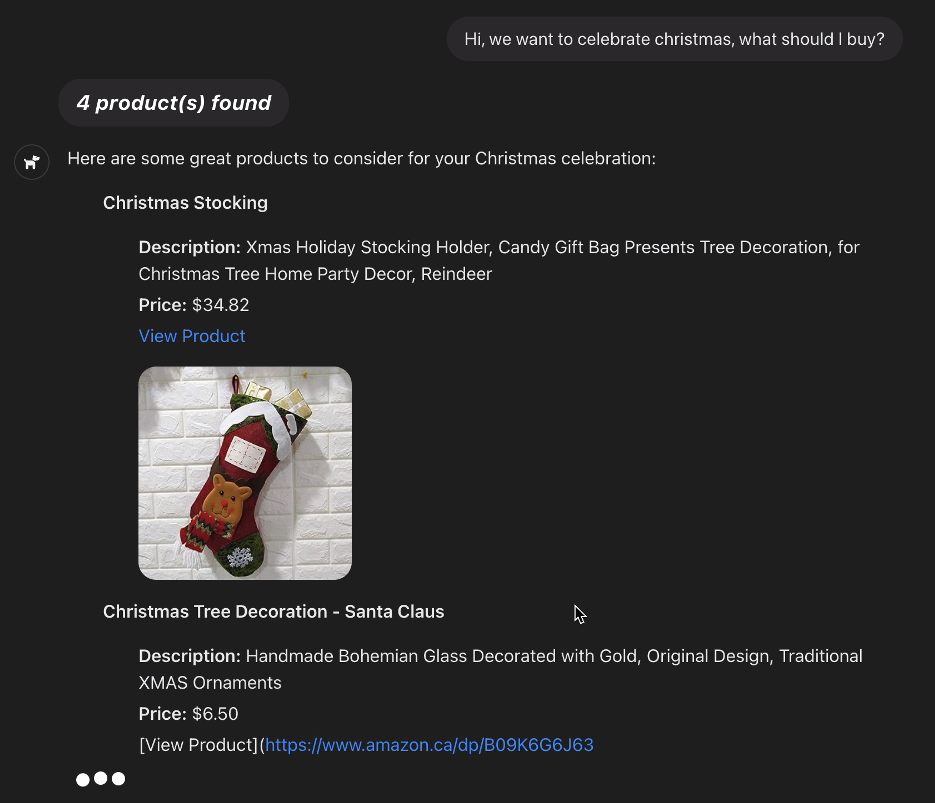 Hi, we want to celebrate christmas, what should I buy?
4 product(s) found
Here are some great products to consider for your Christmas celebration:
Christmas Stocking
Description: Xmas Holiday Stocking Holder, Candy Gift Bag Presents Tree Decoration, for
Christmas Tree Home Party Decor, Reindeer
Price: $34.82
View Product
Christmas Tree Decoration - Santa Claus
Description: Handmade Bohemian Glass Decorated with Gold, Original Design, Traditional
XMAS Ornaments
Price: $6.50
[View Product](https://www.amazon.ca/dp/B09K6G6J63